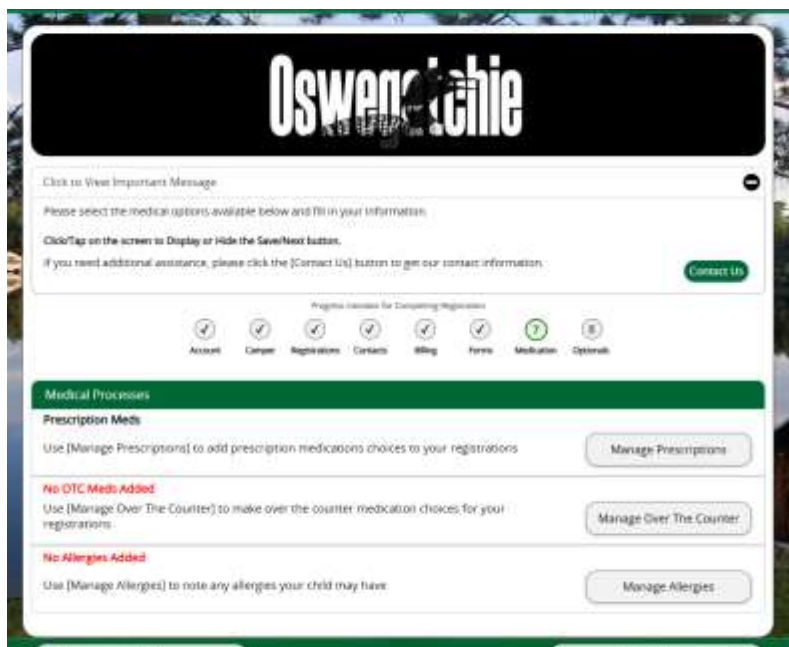 Oswegatchie
Click to View Important Message
Please select the medical options available below and fill in your information.
Click/Tap on the screen to Display or Hide the Save/Next button.
If you need additional assistance, please click the [Contact Us] button to get our contact information.
Contact Us
Progress Indicator for Completing Registration
Account Camper Registrations Contacts Billing Forms 7 Medication 8 Optionals
Medical Processes
Prescription Meds
Use [Manage Prescriptions] to add prescription medications choices to your registrations
Manage Prescriptions
No OTC Meds Added
Use [Manage Over The Counter] to make over the counter medication choices for your
registrations
Manage Over The Counter
No Allergies Added
Use [Manage Allergies] to note any allergies your child may have
Manage Allergies